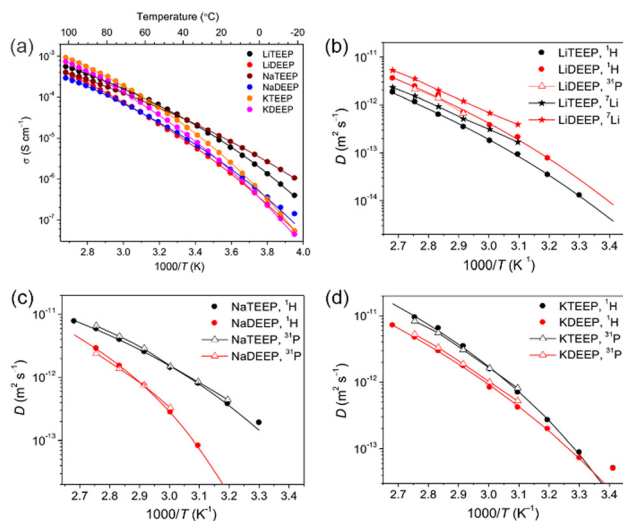 Temperature (°C)
100 80 60 40 20 0 -20
(a)
LiTEEP
LiDEEP
NaTEEP
NaDEEP
KTEEP
KDEEP
10⁻³
10⁻⁴
10⁻⁵
10⁻⁶
10⁻⁷
σ (S cm⁻¹)
2.6 2.8 3.0 3.2 3.4 3.6 3.8 4.0
1000/T (K)
(b)
LiTEEP, ¹H
LiDEEP, ¹H
LiDEEP, ³¹P
LiTEEP, ⁷Li
LiDEEP, ⁷Li
10⁻¹¹
10⁻¹²
10⁻¹³
10⁻¹⁴
D (m² s⁻¹)
2.7 2.8 2.9 3.0 3.1 3.2 3.3 3.4
1000/T (K⁻¹)
(c)
NaTEEP, ¹H
NaDEEP, ¹H
NaTEEP, ³¹P
NaDEEP, ³¹P
10⁻¹¹
10⁻¹²
10⁻¹³
D (m² s⁻¹)
2.7 2.8 2.9 3.0 3.1 3.2 3.3 3.4
1000/T (K⁻¹)
(d)
KTEEP, ¹H
KDEEP, ¹H
KTEEP, ³¹P
KDEEP, ³¹P
10⁻¹¹
10⁻¹²
10⁻¹³
D (m² s⁻¹)
2.7 2.8 2.9 3.0 3.1 3.2 3.3 3.4
1000/T (K⁻¹)